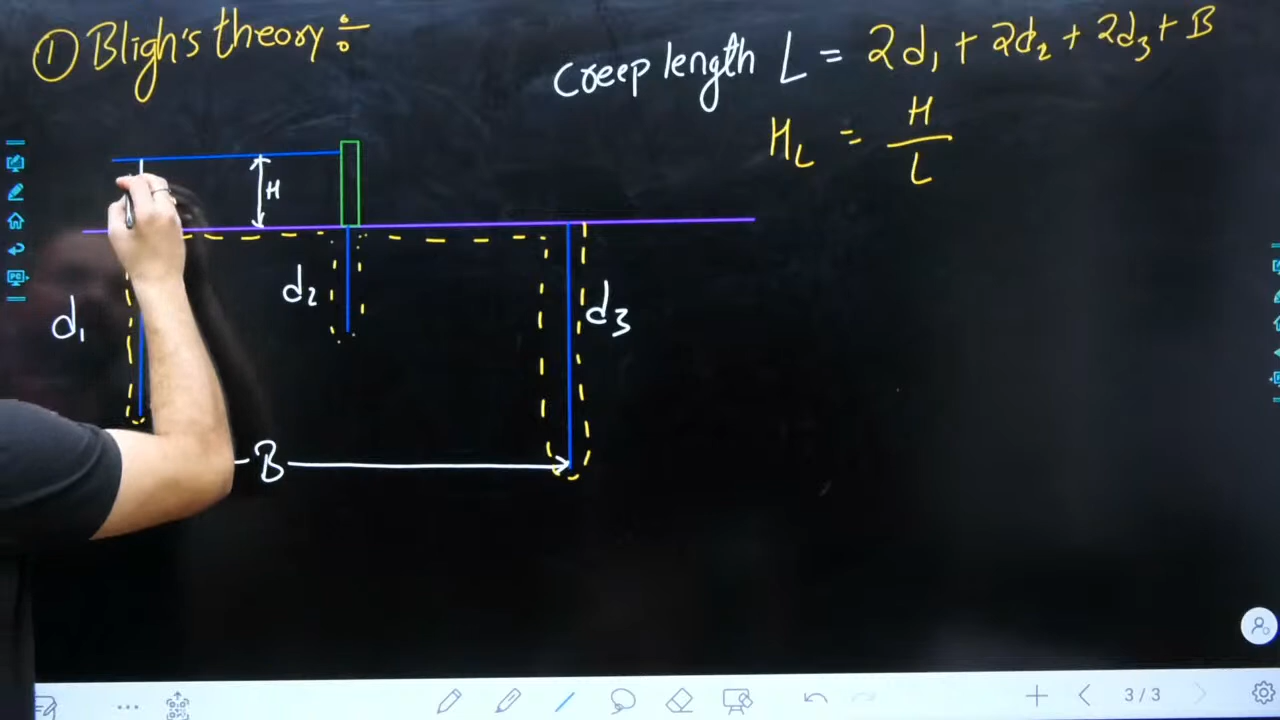 ① Bligh's theory ÷
Creep length L = 2d₁ + 2d₂ + 2d₃ + B
H_L = H / L
H
d₂
d₁
d₃
B
3/3